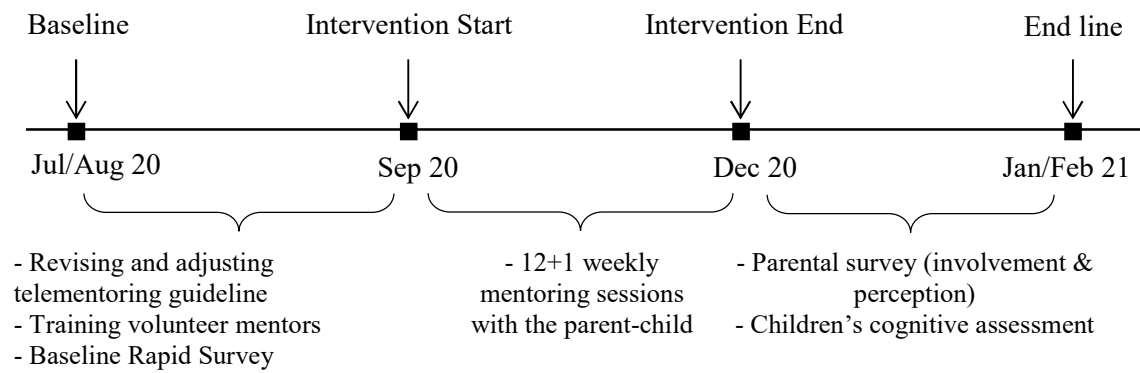 Baseline
Intervention Start
Intervention End
End line
Jul/Aug 20
Sep 20
Dec 20
Jan/Feb 21
- Revising and adjusting
telementoring guideline
- Training volunteer mentors
- Baseline Rapid Survey
- 12+1 weekly
mentoring sessions
with the parent-child
- Parental survey (involvement &
perception)
- Children’s cognitive assessment